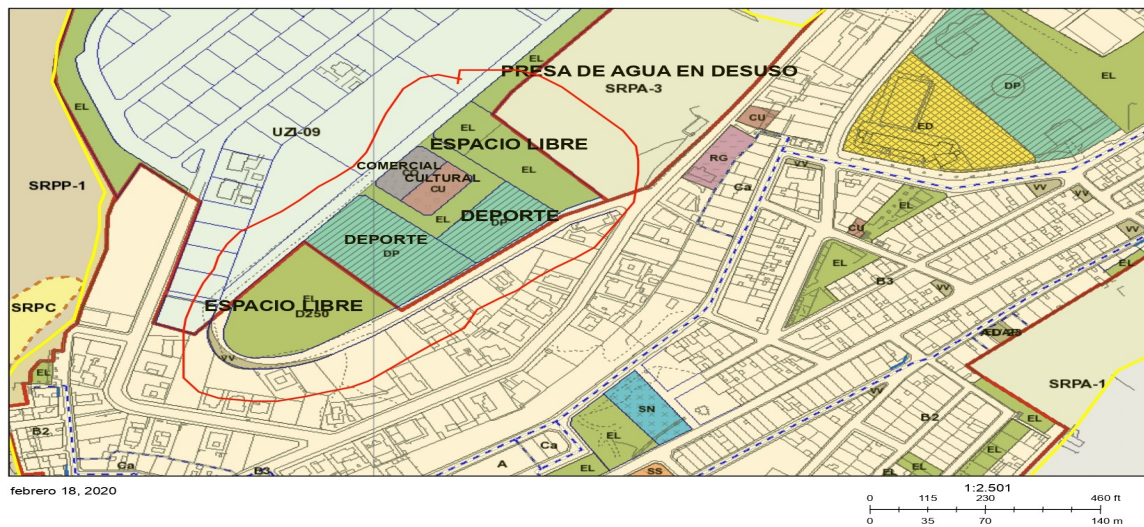 EL
PRESA DE AGUA EN DESUSO
SRPA-3
DP
EL
EL
UZI-09
EL
ESPACIO LIBRE
CU
ED
COMERCIAL
CO
CULTURAL
CU
EL
RG
VV
SRPP-1
Ca
VV
VV
EL
DEPORTE
DP
EL
CU
VV
DEPORTE
DP
EL
EL
B3
SRPC
ESPACIO LIBRE
EL
D250
VV
VV
EL
SRPA-1
VV
SN
B2
EL
B2
Ca
EL
EL
Ca
B3
A
EL
SS
EL
EL
febrero 18, 2020
1:2.501
0 115 230 460 ft
0 35 70 140 m